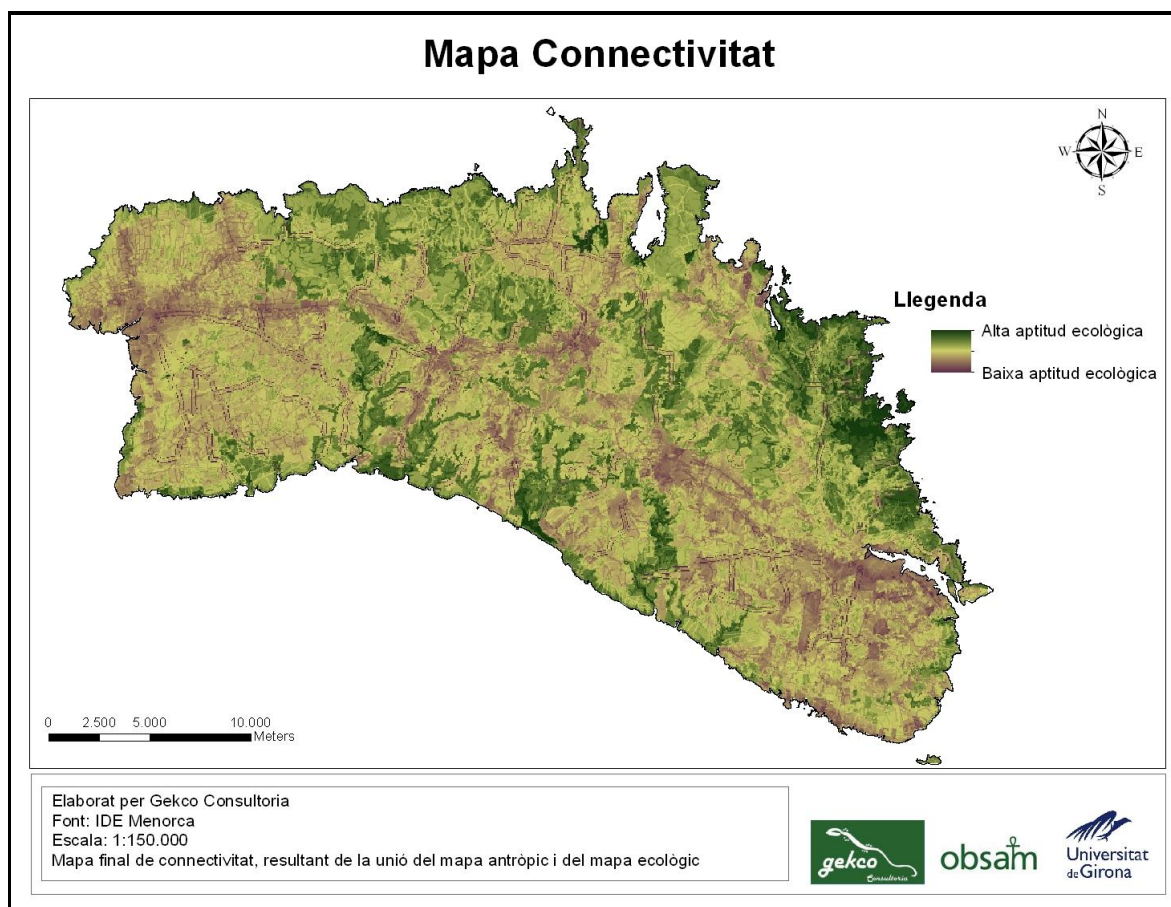 Mapa Connectivitat
N
W
E
S
Llegenda
Alta aptitud ecològica
Baixa aptitud ecològica
0 2.500 5.000 10.000
Meters
Elaborat per Gekco Consultoria
Font: IDE Menorca
Escala: 1:150.000
Mapa final de connectivitat, resultant de la unió del mapa antròpic i del mapa ecològic
gekco
Consultoria
obsam
Universitat
de Girona